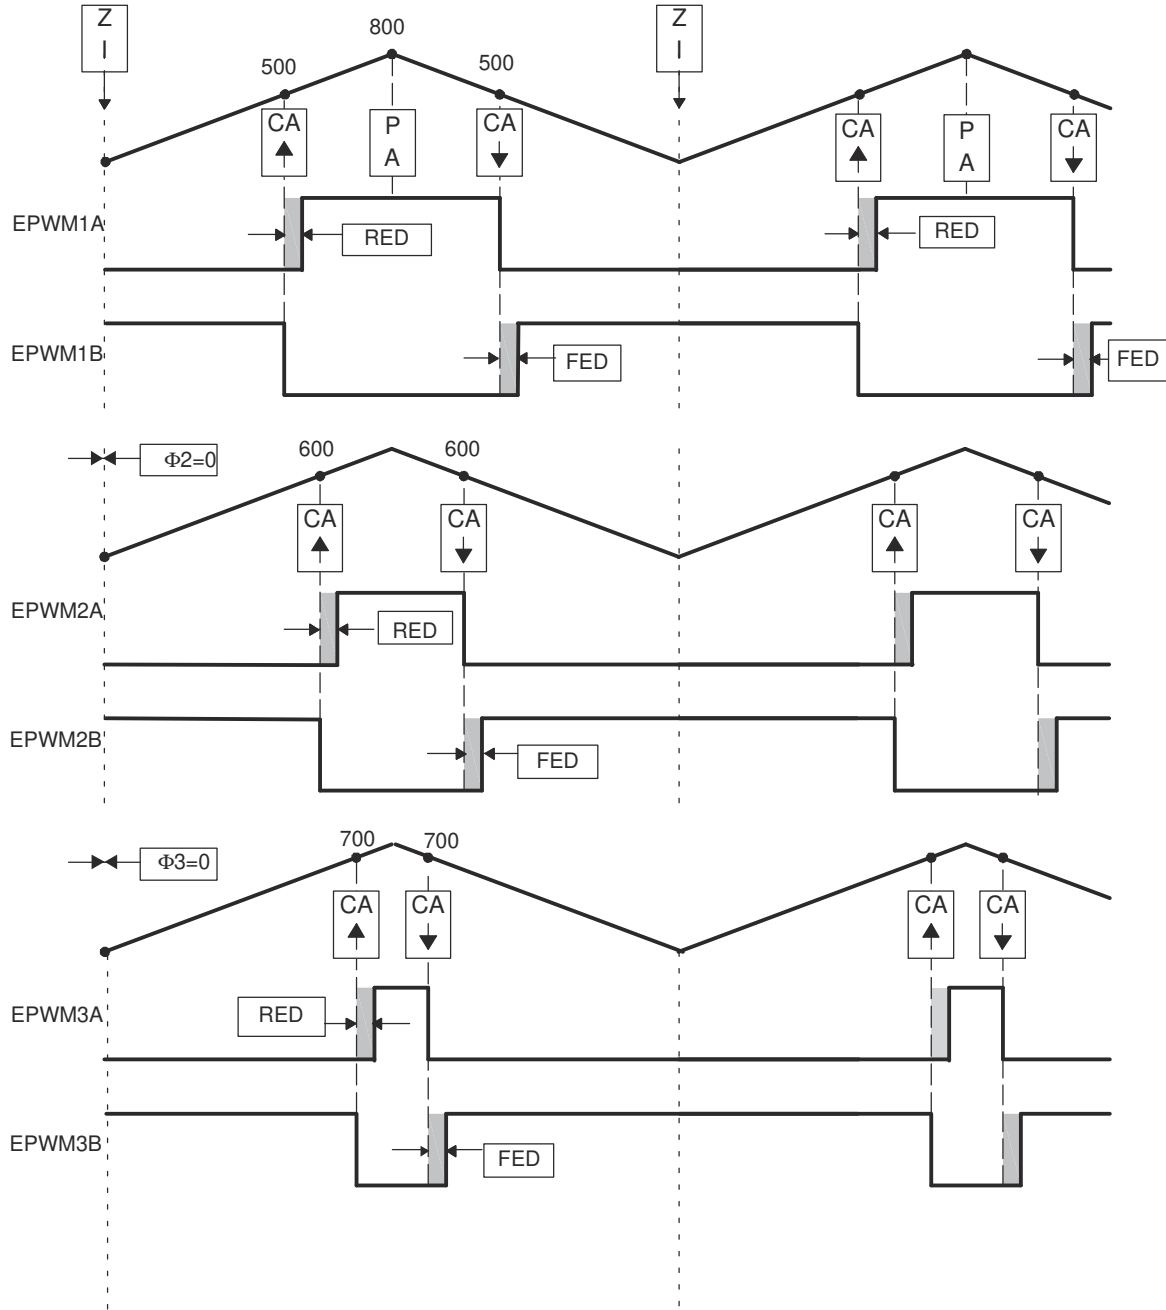 Z
I
Z
I
800
500
500
CA
P
A
CA
CA
P
A
CA
EPWM1A
RED
RED
EPWM1B
FED
FED
Φ2=0
600
600
CA
CA
CA
CA
EPWM2A
RED
EPWM2B
FED
Φ3=0
700
700
CA
CA
CA
CA
EPWM3A
RED
EPWM3B
FED